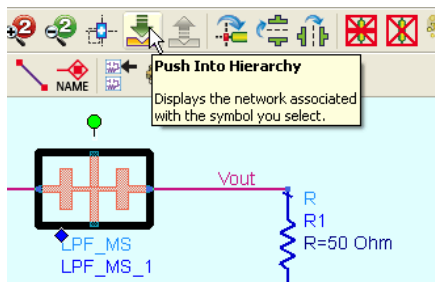 Push Into Hierarchy
Displays the network associated
with the symbol you select.
NAME
Vout
R
R1
R=50 Ohm
LPF_MS
LPF_MS_1